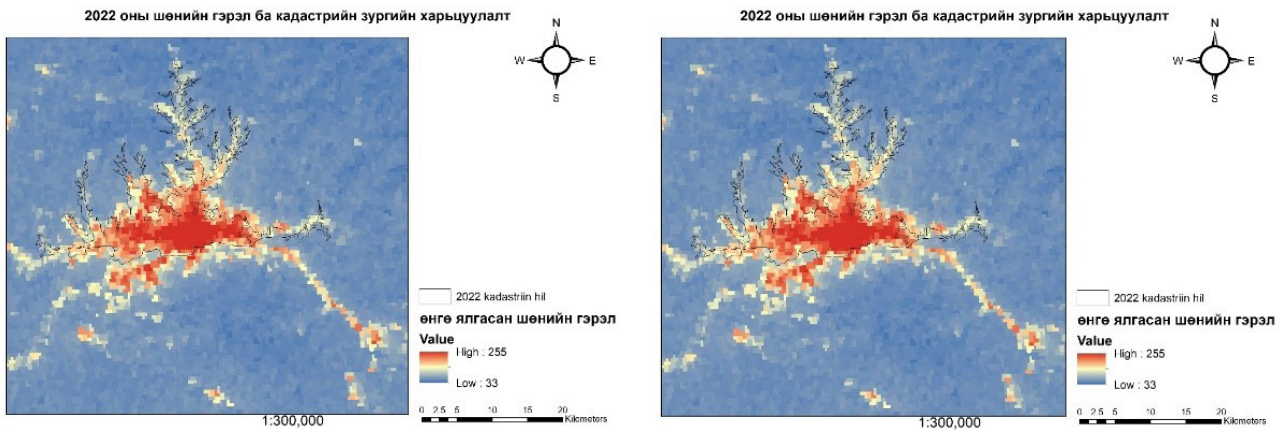 2022 оны шөнийн гэрэл ба кадастрийн зургийн харьцуулалт
N
W E
S
2022 kadastriin hil
өнгө ялгасан шөнийн гэрэл
Value
High : 255
Low : 33
0 2.5 5 10 15 20
Kilometers
1:300,000
2022 оны шөнийн гэрэл ба кадастрийн зургийн харьцуулалт
N
W E
S
2022 kadastriin hil
өнгө ялгасан шөнийн гэрэл
Value
High : 255
Low : 33
0 2.5 5 10 15 20
Kilometers
1:300,000